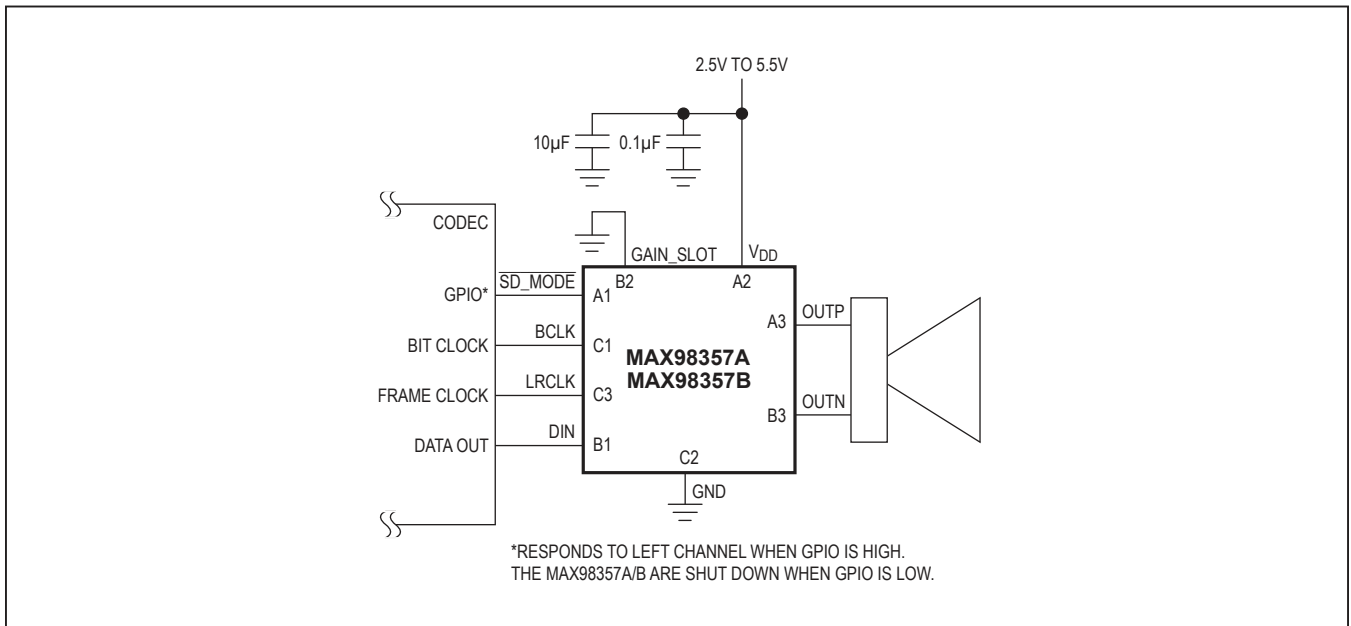 2.5V TO 5.5V
10µF
0.1µF
CODEC
GAIN_SLOT
VDD
B2
A2
GPIO*
SD_MODE
A1
A3
OUTP
BIT CLOCK
BCLK
C1
MAX98357A
MAX98357B
FRAME CLOCK
LRCLK
C3
B3
OUTN
DATA OUT
DIN
B1
C2
GND
*RESPONDS TO LEFT CHANNEL WHEN GPIO IS HIGH.
THE MAX98357A/B ARE SHUT DOWN WHEN GPIO IS LOW.